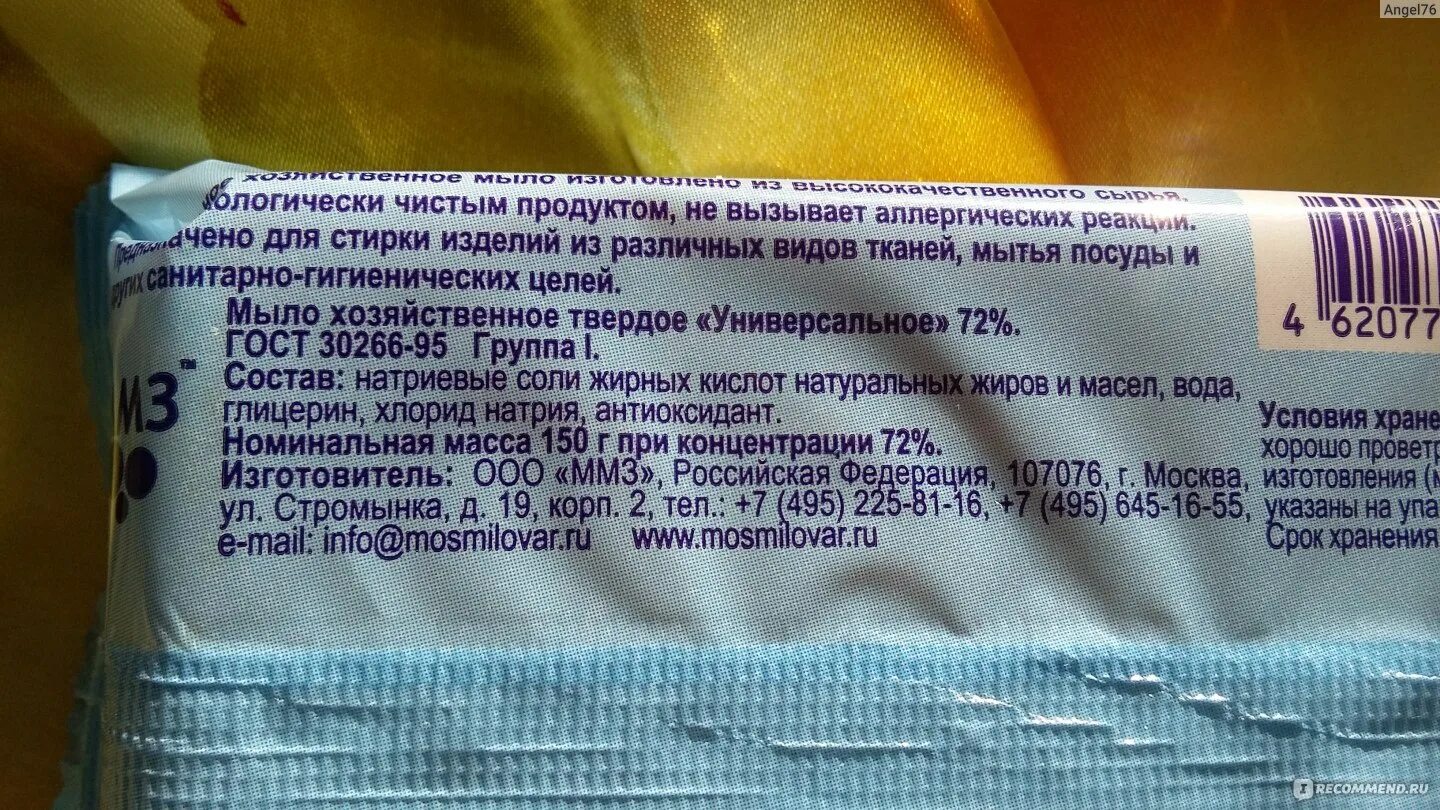 Angel76
хозяйственное мыло изготовлено из высококачественного сырья,
экологически чистым продуктом, не вызывает аллергических реакций.
Предназначено для стирки изделий из различных видов тканей, мытья посуды и
других санитарно-гигиенических целей.
Мыло хозяйственное твердое «Универсальное» 72%.
ГОСТ 30266-95 Группа I.
Состав: натриевые соли жирных кислот натуральных жиров и масел, вода,
глицерин, хлорид натрия, антиоксидант.
Номинальная масса 150 г при концентрации 72%.
Изготовитель: ООО «ММЗ», Российская Федерация, 107076, г. Москва,
ул. Стромынка, д. 19, корп. 2, тел.: +7 (495) 225-81-16, +7 (495) 645-16-55,
e-mail: info@mosmilovar.ru www.mosmilovar.ru
МЗ™
4 62077
Условия хране
хорошо проветр
изготовления (м
указаны на упа
Срок хранения
IRECOMMEND.RU